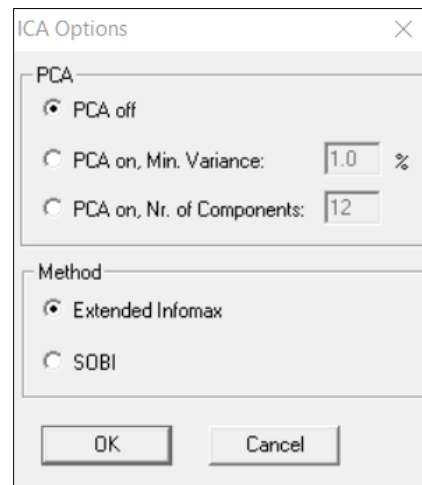 ICA Options
PCA
PCA off
PCA on, Min. Variance: 1.0 %
PCA on, Nr. of Components: 12
Method
Extended Infomax
SOBI
OK Cancel